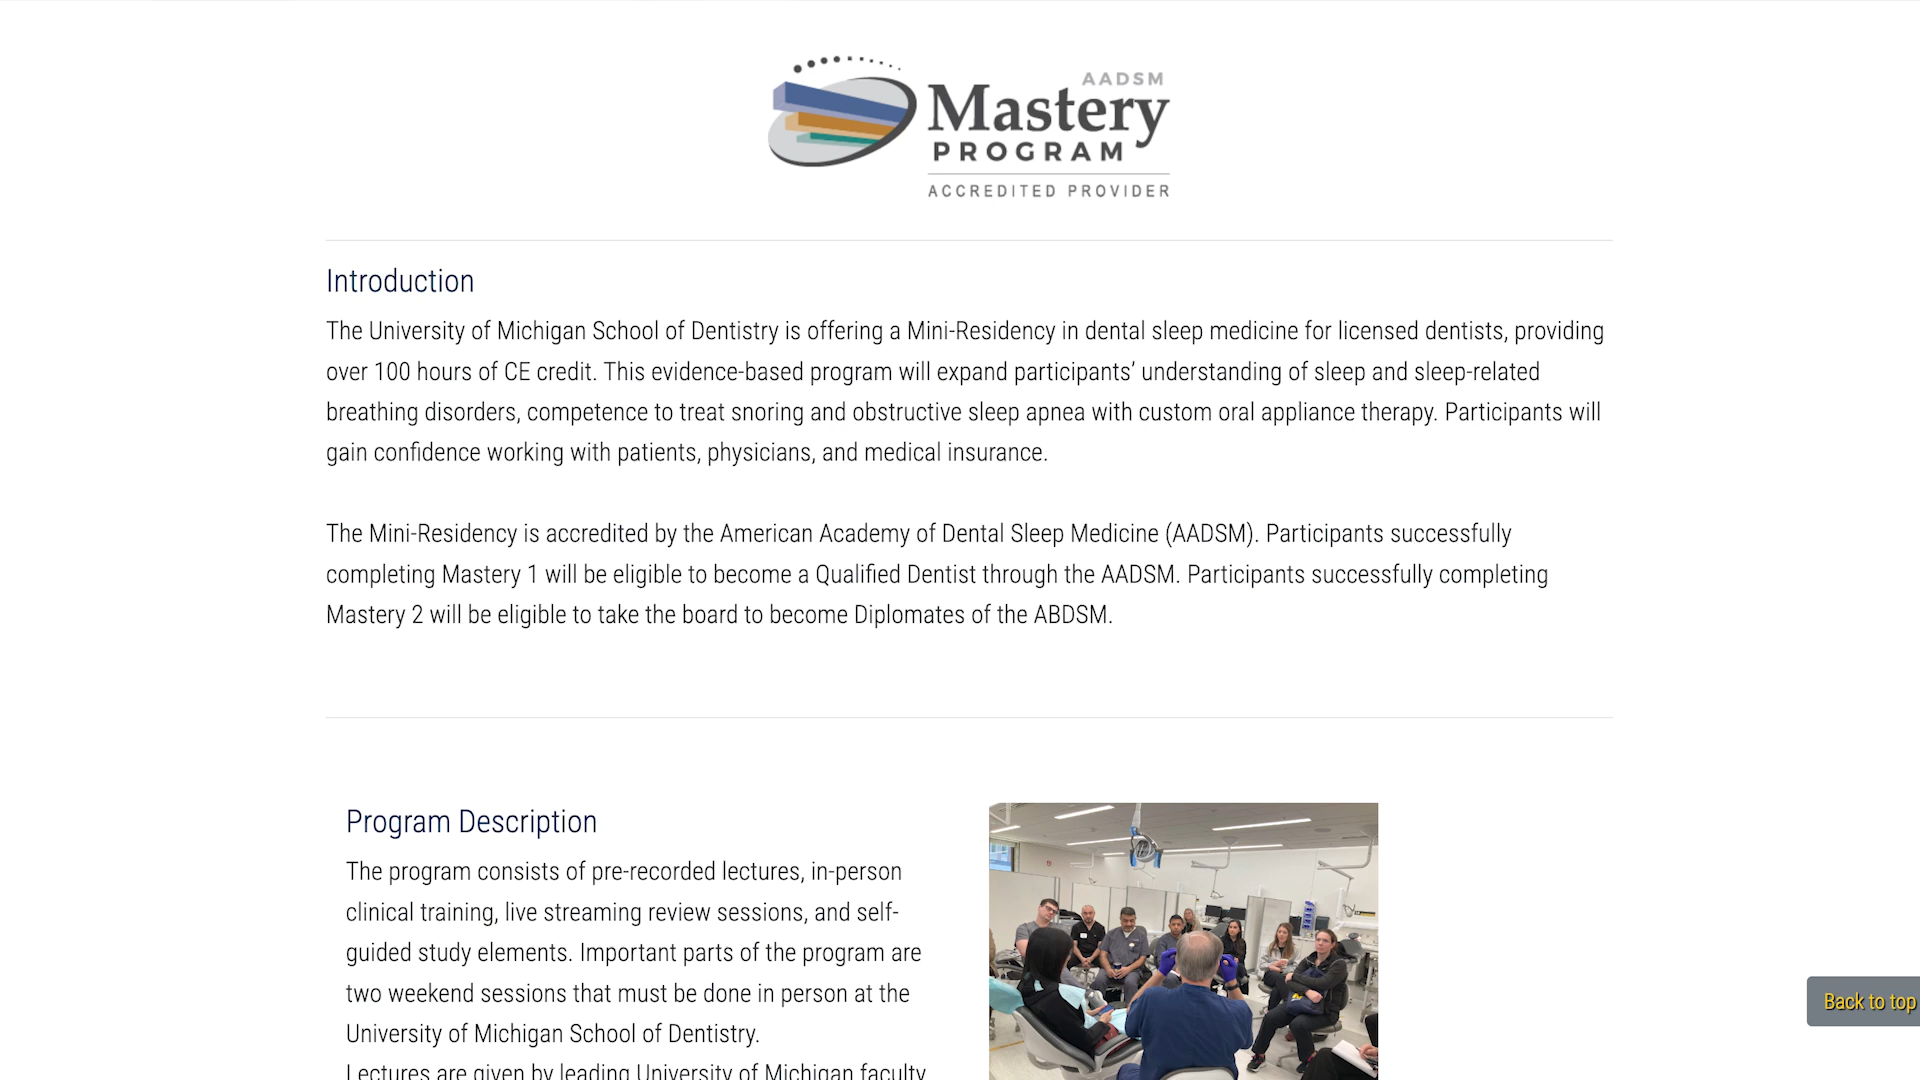 AADSM
Mastery
PROGRAM
ACCREDITED PROVIDER
Introduction
The University of Michigan School of Dentistry is offering a Mini-Residency in dental sleep medicine for licensed dentists, providing
over 100 hours of CE credit. This evidence-based program will expand participants’ understanding of sleep and sleep-related
breathing disorders, competence to treat snoring and obstructive sleep apnea with custom oral appliance therapy. Participants will
gain confidence working with patients, physicians, and medical insurance.
The Mini-Residency is accredited by the American Academy of Dental Sleep Medicine (AADSM). Participants successfully
completing Mastery 1 will be eligible to become a Qualified Dentist through the AADSM. Participants successfully completing
Mastery 2 will be eligible to take the board to become Diplomates of the ABDSM.
Program Description
The program consists of pre-recorded lectures, in-person
clinical training, live streaming review sessions, and self-
guided study elements. Important parts of the program are
two weekend sessions that must be done in person at the
University of Michigan School of Dentistry.
Lectures are given by leading University of Michigan faculty
Back to top